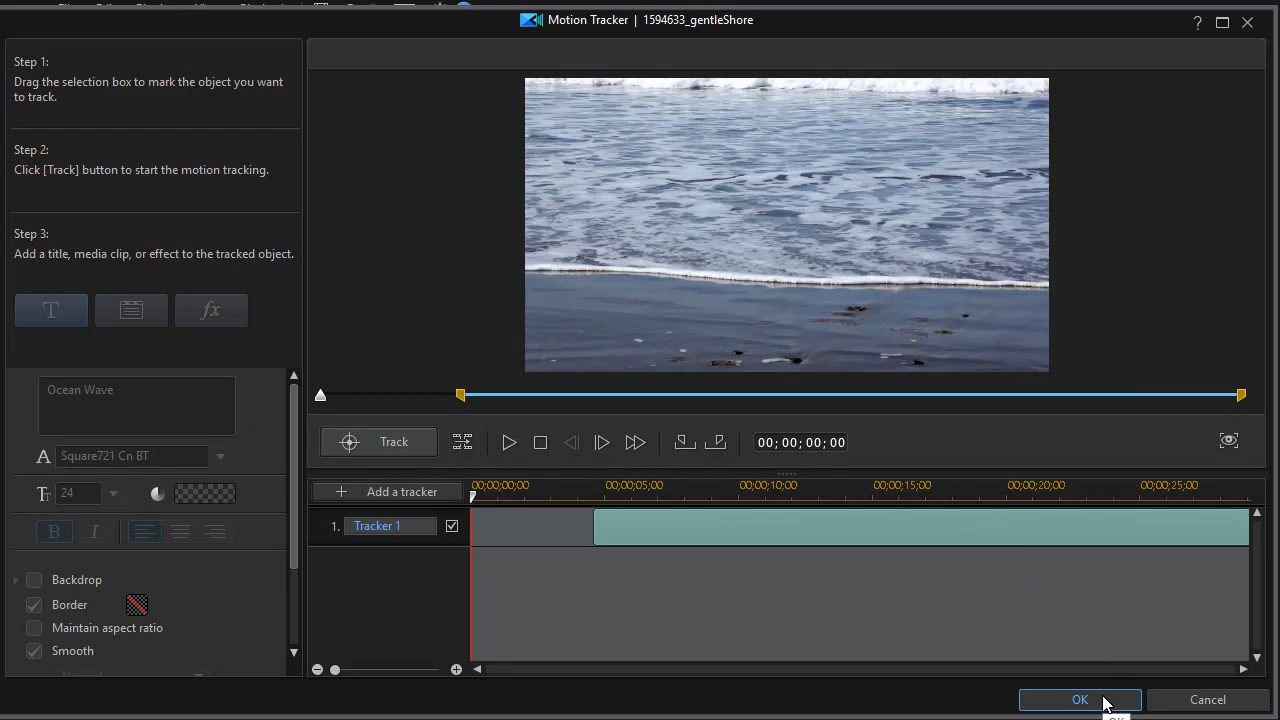 Motion Tracker | 1594633_gentleShore
?
Step 1:
Drag the selection box to mark the object you want
to track.
Step 2:
Click [Track] button to start the motion tracking.
Step 3:
Add a title, media clip, or effect to the tracked object.
T
fx
Ocean Wave
A Square721 Cn BT
TT 24
B I
Backdrop
Border
Maintain aspect ratio
Smooth
Track
00; 00; 00; 00
Add a tracker
00;00;00;00 00;00;05;00 00;00;10;00 00;00;15;00 00;00;20;00 00;00;25;00
1. Tracker 1
OK Cancel